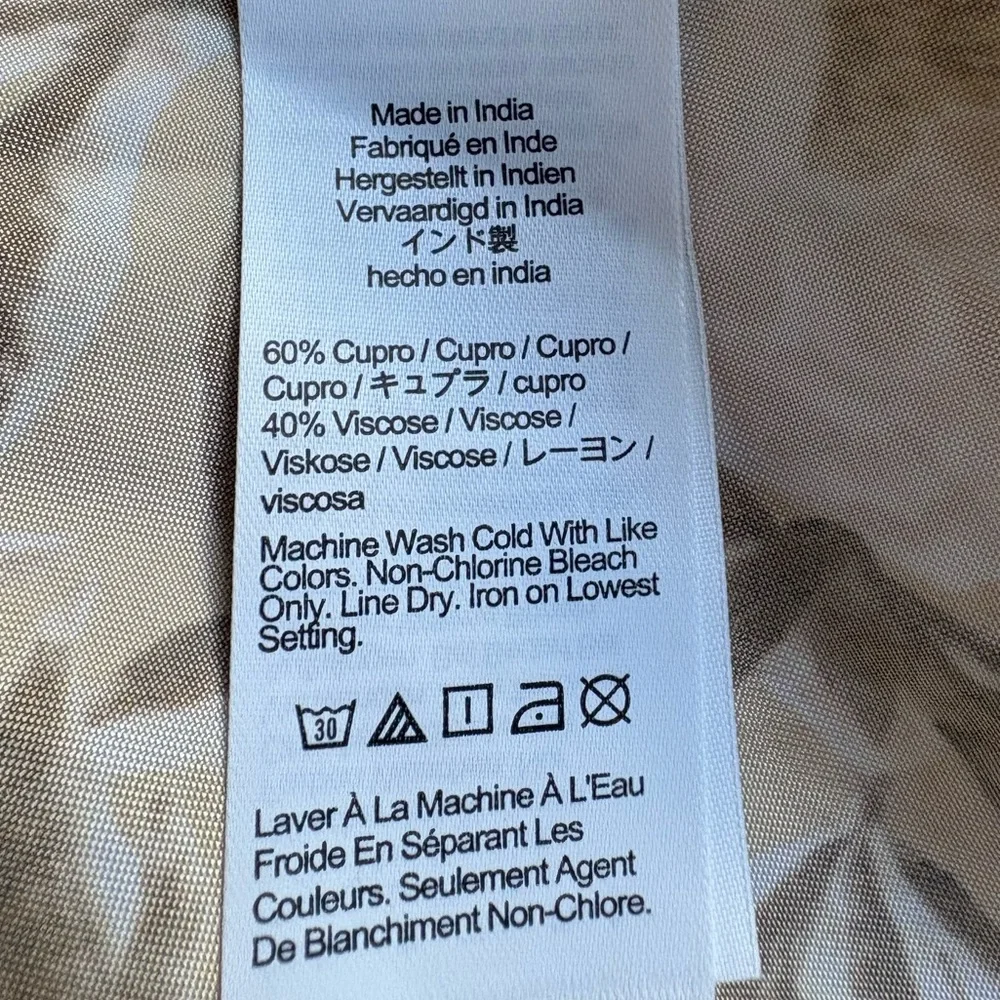 Made in India
Fabriqué en Inde
Hergestellt in Indien
Vervaardigd in India
インド製
hecho en india
60% Cupro / Cupro / Cupro /
Cupro / キュプラ / cupro
40% Viscose / Viscose /
Viskose / Viscose / レーヨン /
viscosa
Machine Wash Cold With Like
Colors. Non-Chlorine Bleach
Only. Line Dry. Iron on Lowest
Setting.
30
Laver À La Machine À L'Eau
Froide En Séparant Les
Couleurs. Seulement Agent
De Blanchiment Non-Chlore.